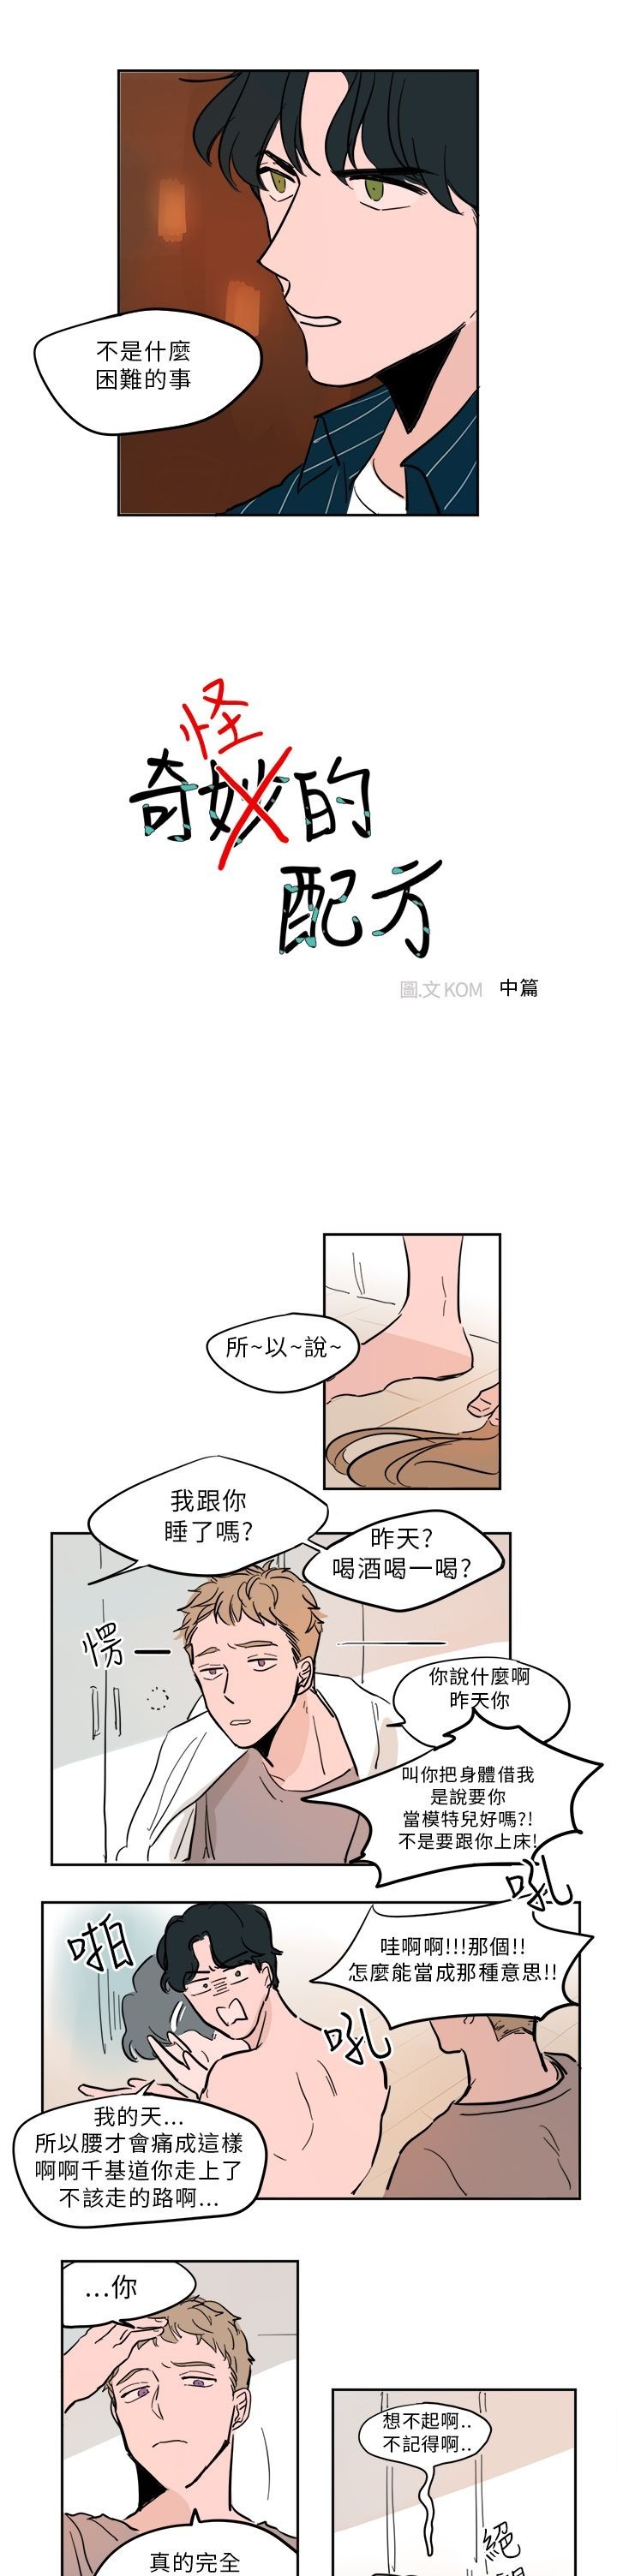 不是什麼
困難的事
怪
奇妙的
配方
圖.文 KOM 中篇
所~以~說~
我跟你
睡了嗎?
昨天?
喝酒喝一喝?
愣
你說什麼啊
昨天你
叫你把身體借我
是說要你
當模特兒好嗎?!
不是要跟你上床!
吼
啪
哇啊啊!!!那個!!
怎麼能當成那種意思!!
吼
我的天...
所以腰才會痛成這樣
啊啊千基道你走上了
不該走的路啊...
...你
想不起啊..
不記得啊..
絕
真的完全